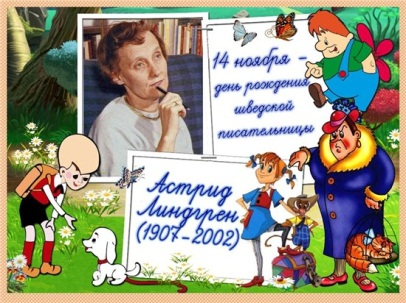 14 ноября –
день рождения
шведской
писательницы
Астрид
Линдгрен
(1907-2002)